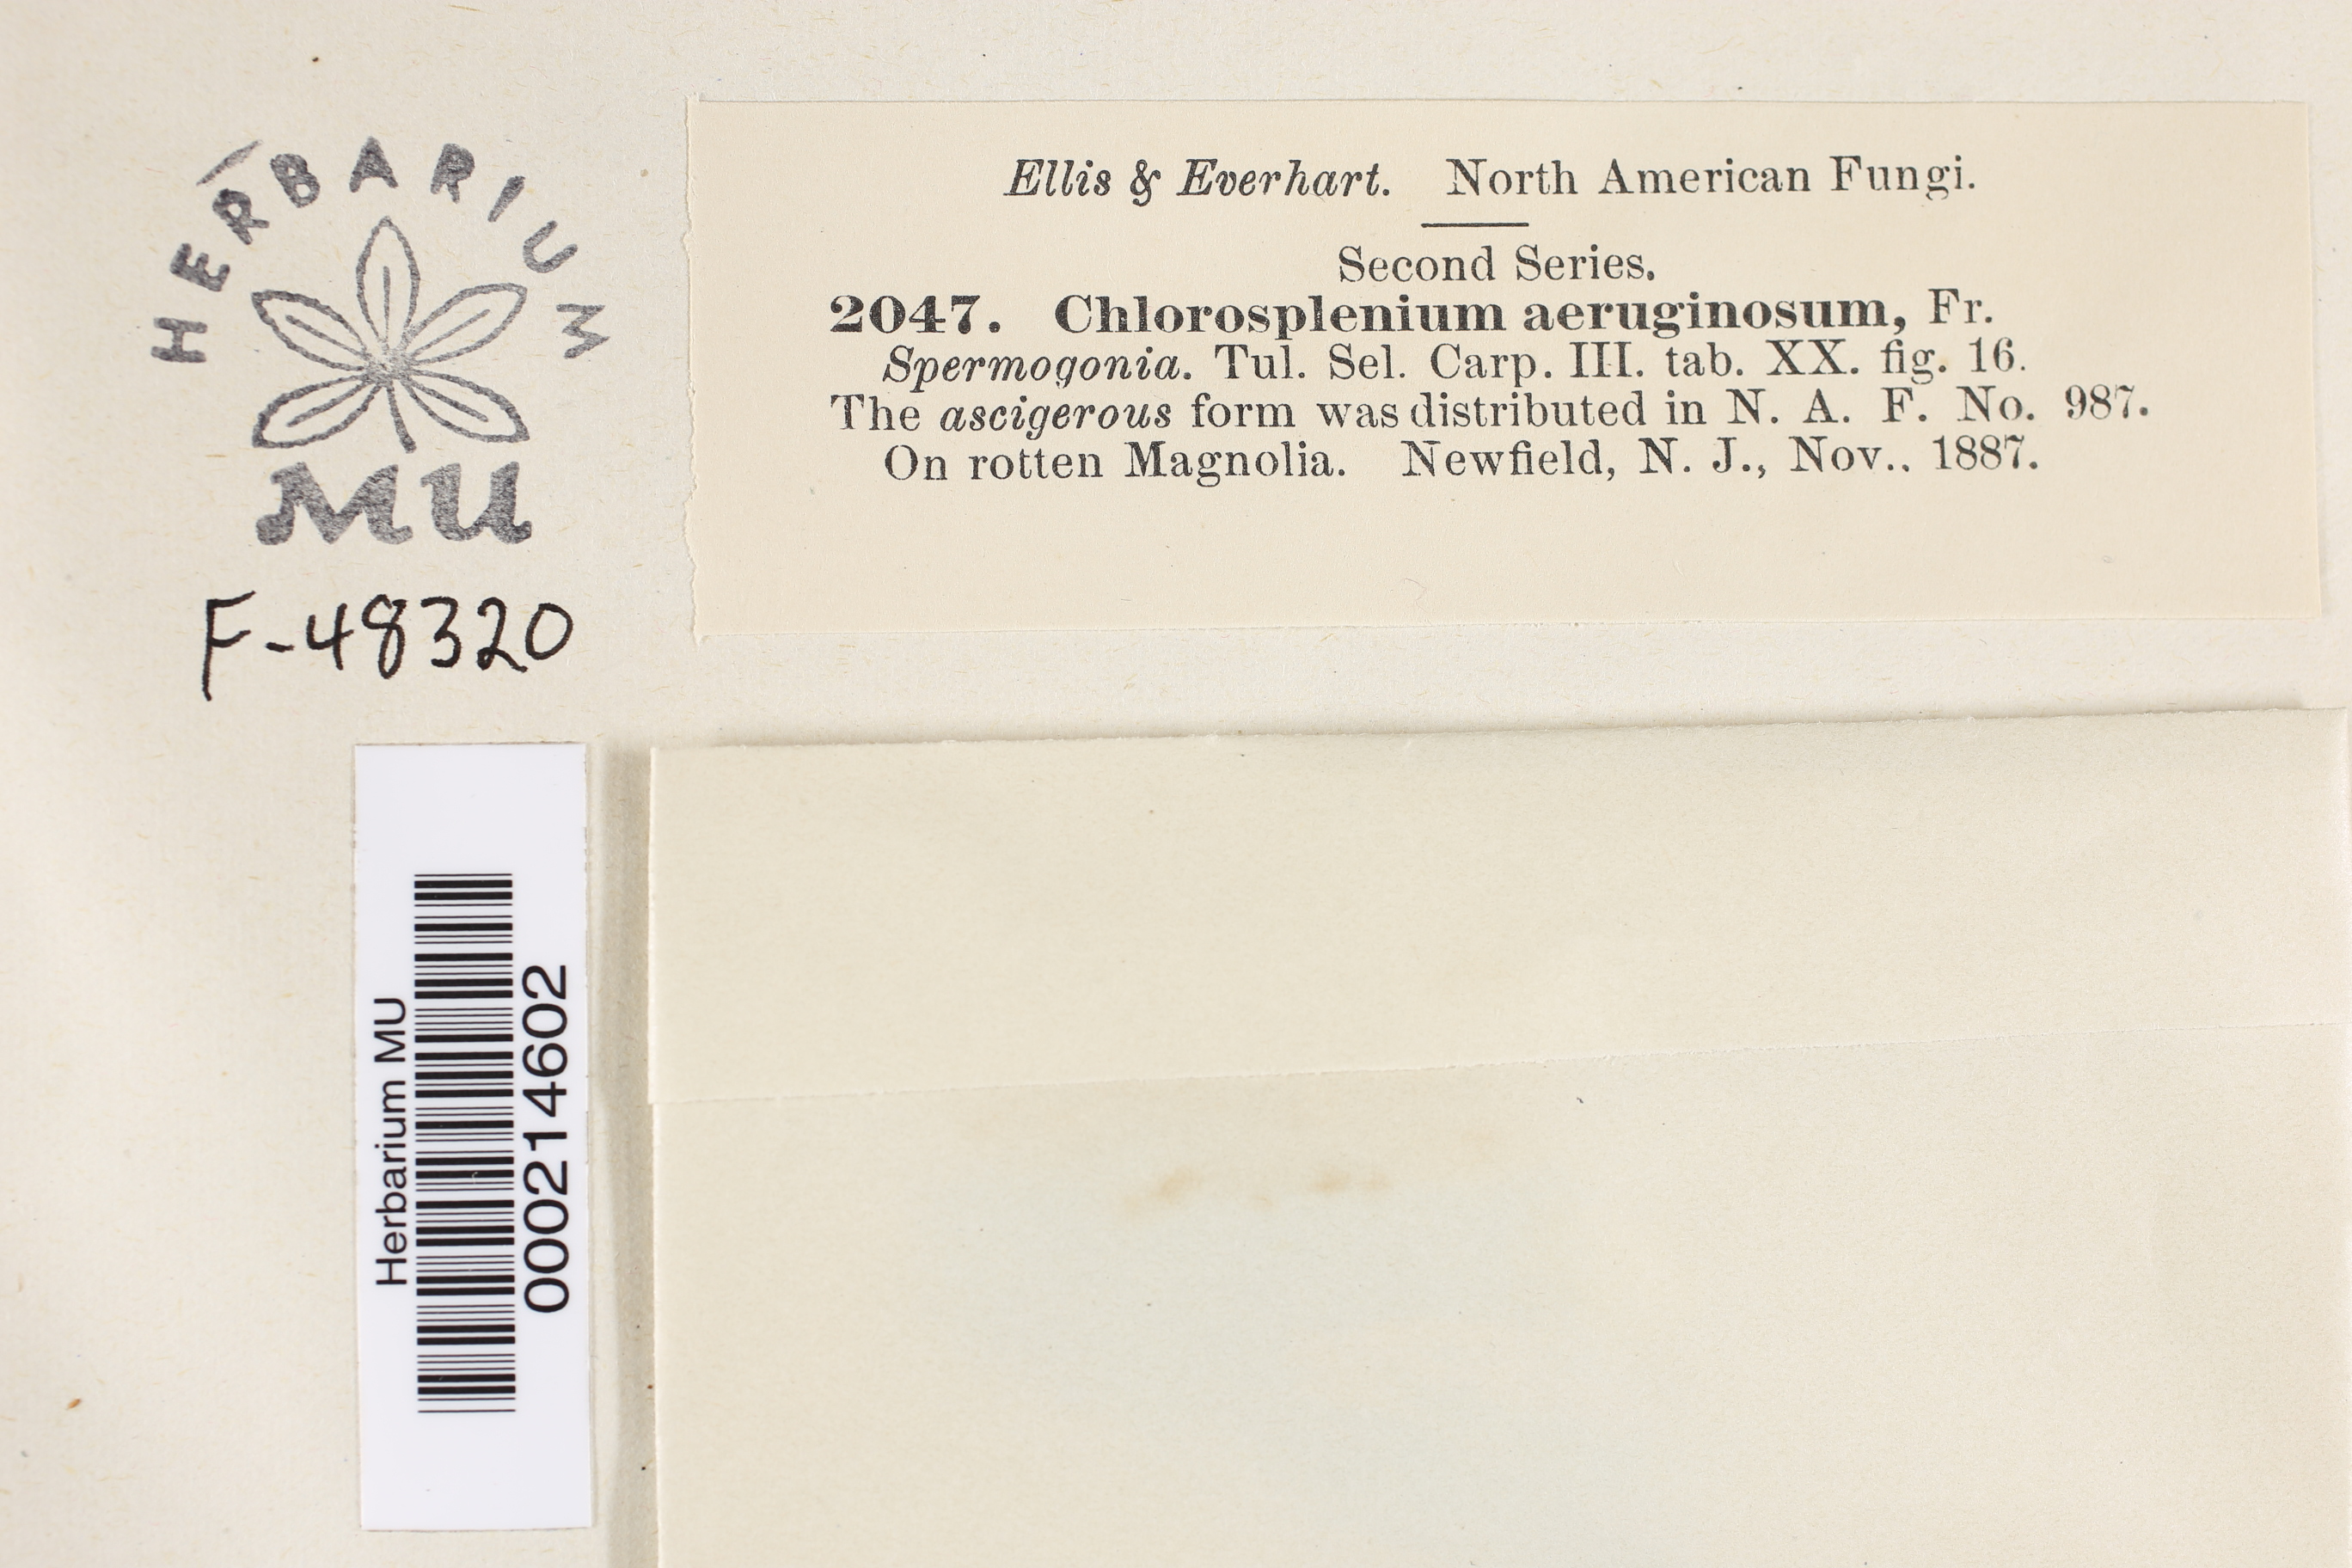 HERBARIUM
MU
F-48320
Herbarium MU
000214602
Ellis & Everhart. North American Fungi.
Second Series.
2047. Chlorosplenium aeruginosum, Fr.
Spermogonia. Tul. Sel. Carp. III. tab. XX. fig. 16.
The ascigerous form was distributed in N. A. F. No. 987.
On rotten Magnolia. Newfield, N. J., Nov.. 1887.